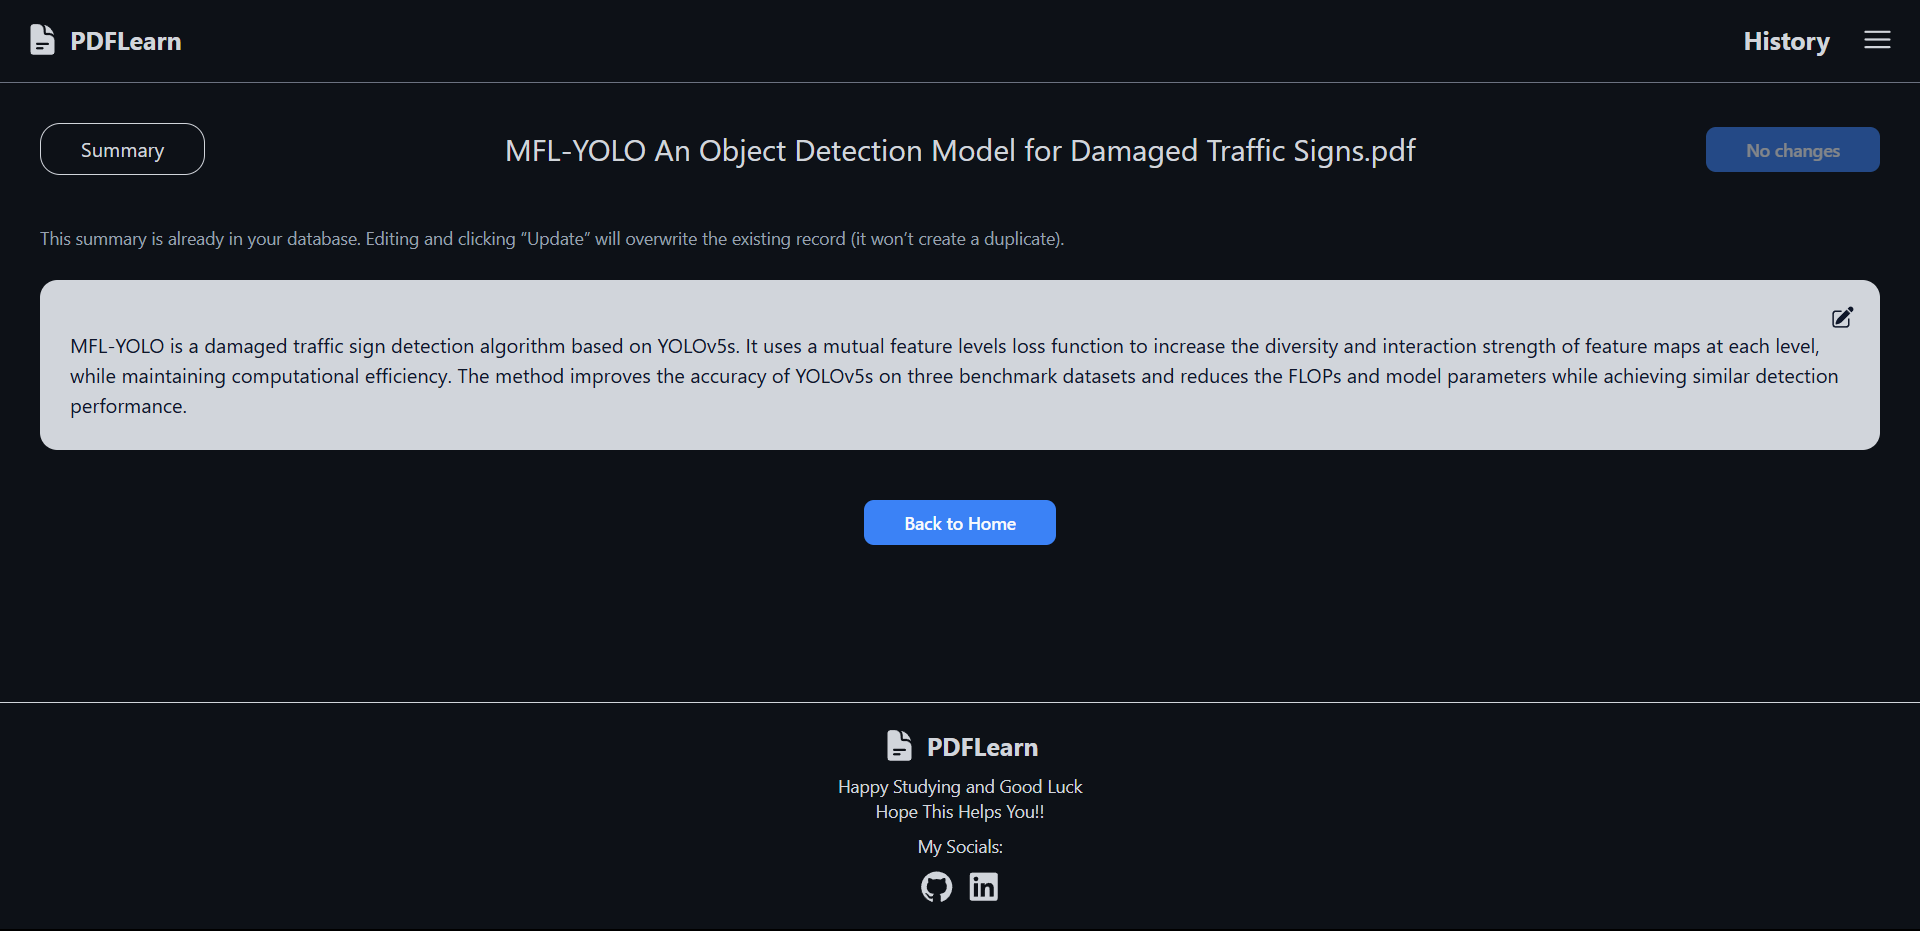 PDFLearn
History
Summary
MFL-YOLO An Object Detection Model for Damaged Traffic Signs.pdf
No changes
This summary is already in your database. Editing and clicking “Update” will overwrite the existing record (it won’t create a duplicate).
MFL-YOLO is a damaged traffic sign detection algorithm based on YOLOv5s. It uses a mutual feature levels loss function to increase the diversity and interaction strength of feature maps at each level,
while maintaining computational efficiency. The method improves the accuracy of YOLOv5s on three benchmark datasets and reduces the FLOPs and model parameters while achieving similar detection
performance.
Back to Home
PDFLearn
Happy Studying and Good Luck
Hope This Helps You!!
My Socials:
in